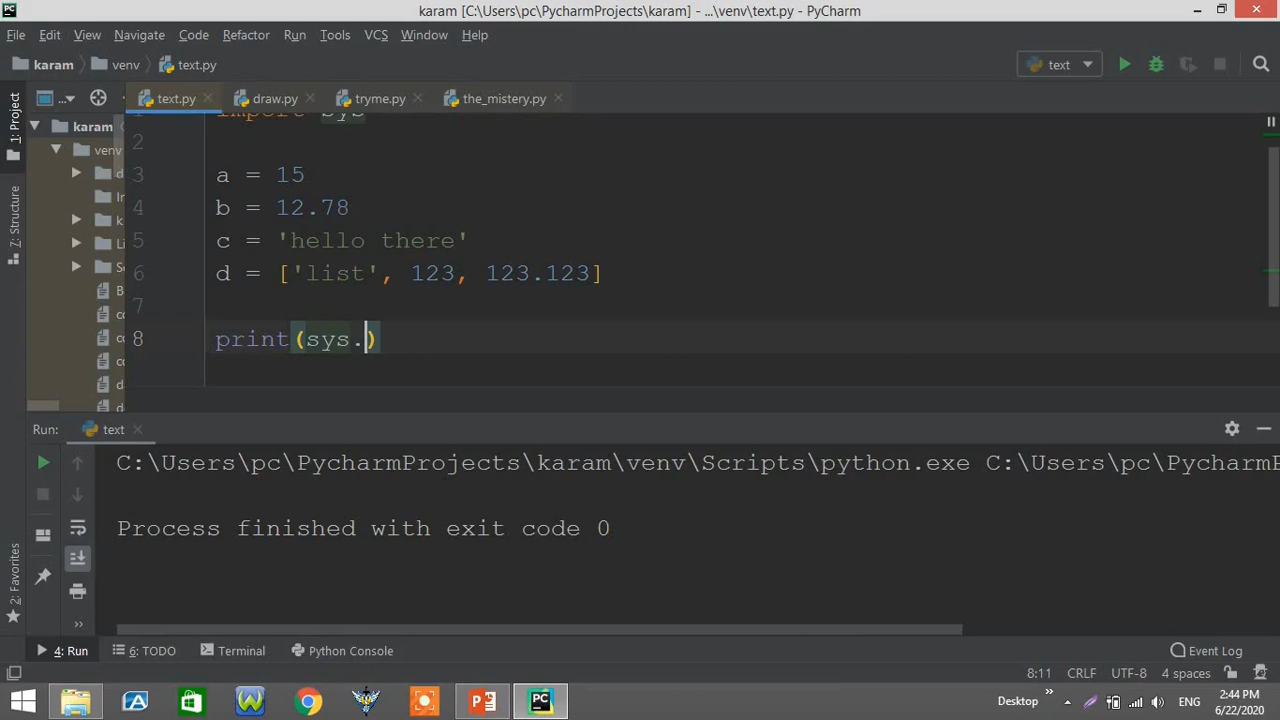 karam [C:\Users\pc\PycharmProjects\karam] - ...\venv\text.py - PyCharm
File Edit View Navigate Code Refactor Run Tools VCS Window Help
karam venv text.py text
text.py draw.py tryme.py the_mistery.py
1: Project
7: Structure
2: Favorites
karam
venv
import sys
2
3 a = 15
4 b = 12.78
5 c = 'hello there'
6 d = ['list', 123, 123.123]
7
8 print(sys.)
Run: text
C:\Users\pc\PycharmProjects\karam\venv\Scripts\python.exe C:\Users\pc\PycharmP
Process finished with exit code 0
4: Run 6: TODO Terminal Python Console Event Log
8:11 CRLF UTF-8 4 spaces
Desktop 2:44 PM
6/22/2020